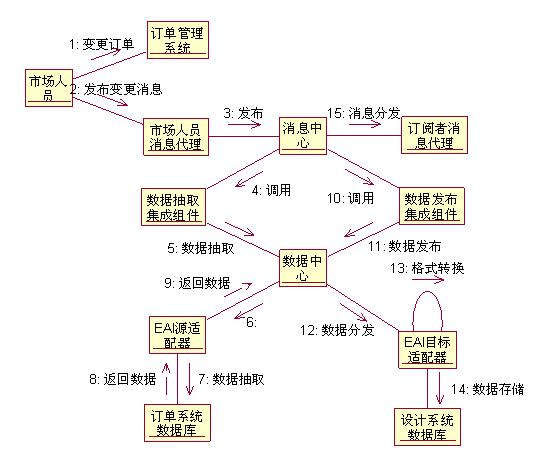 订单管理
系统
1: 变更订单
市场人
员
2: 发布变更消息
3: 发布
15: 消息分发
市场人员
消息代理
消息中
心
订阅者消
息代理
4: 调用
10: 调用
数据抽取
集成组件
数据发布
集成组件
5: 数据抽取
11: 数据发布
数据中
心
13: 格式转换
9: 返回数据
6:
12: 数据分发
EAI源适
配器
EAI目标
适配器
8: 返回数据
7: 数据抽取
14: 数据存储
订单系统
数据库
设计系统
数据库